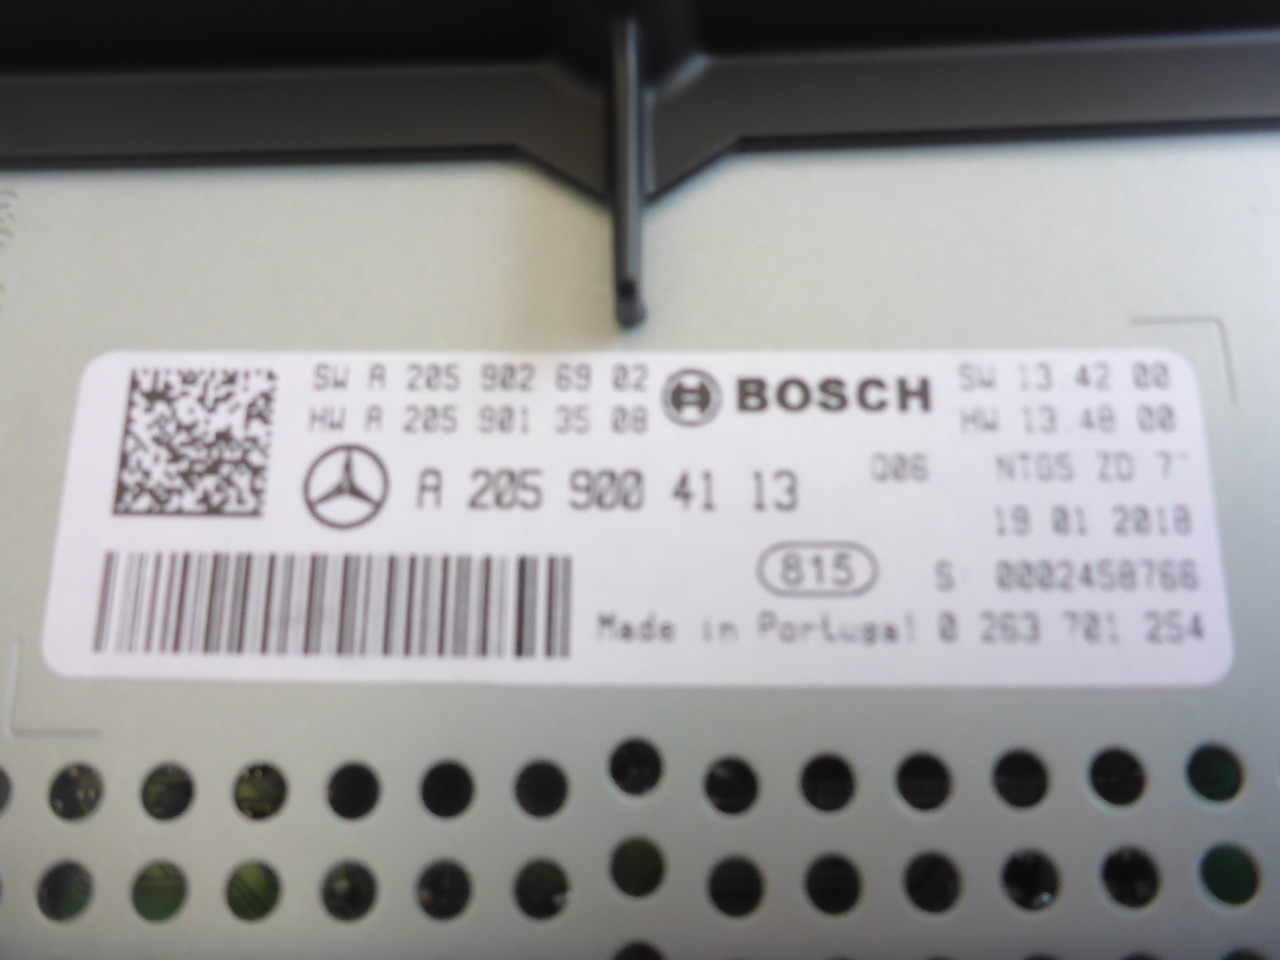 SW A 205 902 69 02
HW A 205 901 35 08
BOSCH
SW 13 42 00
HW 13 48 00
A 205 900 41 13
Q06 NTG5 ZD 7"
19 01 2018
815
S: 0002458766
Made in Portugal 0 263 701 254